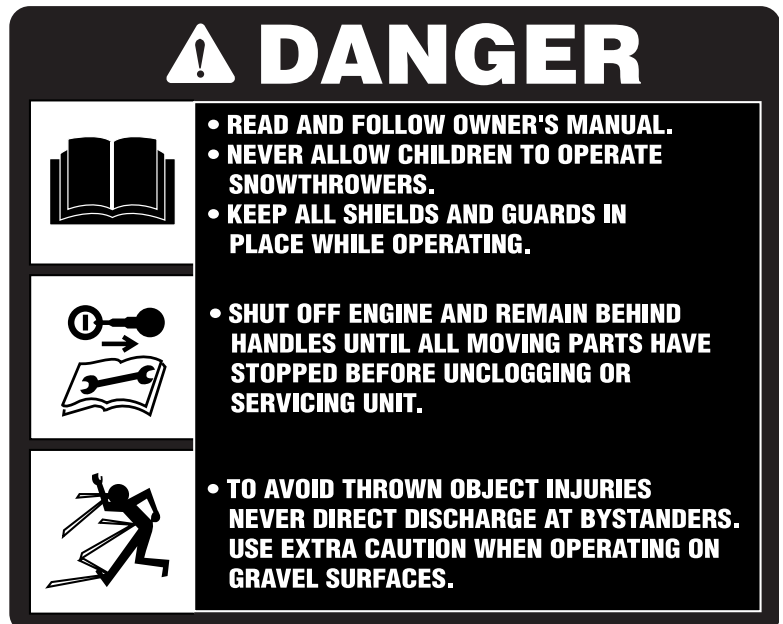 DANGER
• READ AND FOLLOW OWNER'S MANUAL.
• NEVER ALLOW CHILDREN TO OPERATE
SNOWTHROWERS.
• KEEP ALL SHIELDS AND GUARDS IN
PLACE WHILE OPERATING.
• SHUT OFF ENGINE AND REMAIN BEHIND
HANDLES UNTIL ALL MOVING PARTS HAVE
STOPPED BEFORE UNCLOGGING OR
SERVICING UNIT.
• TO AVOID THROWN OBJECT INJURIES
NEVER DIRECT DISCHARGE AT BYSTANDERS.
USE EXTRA CAUTION WHEN OPERATING ON
GRAVEL SURFACES.